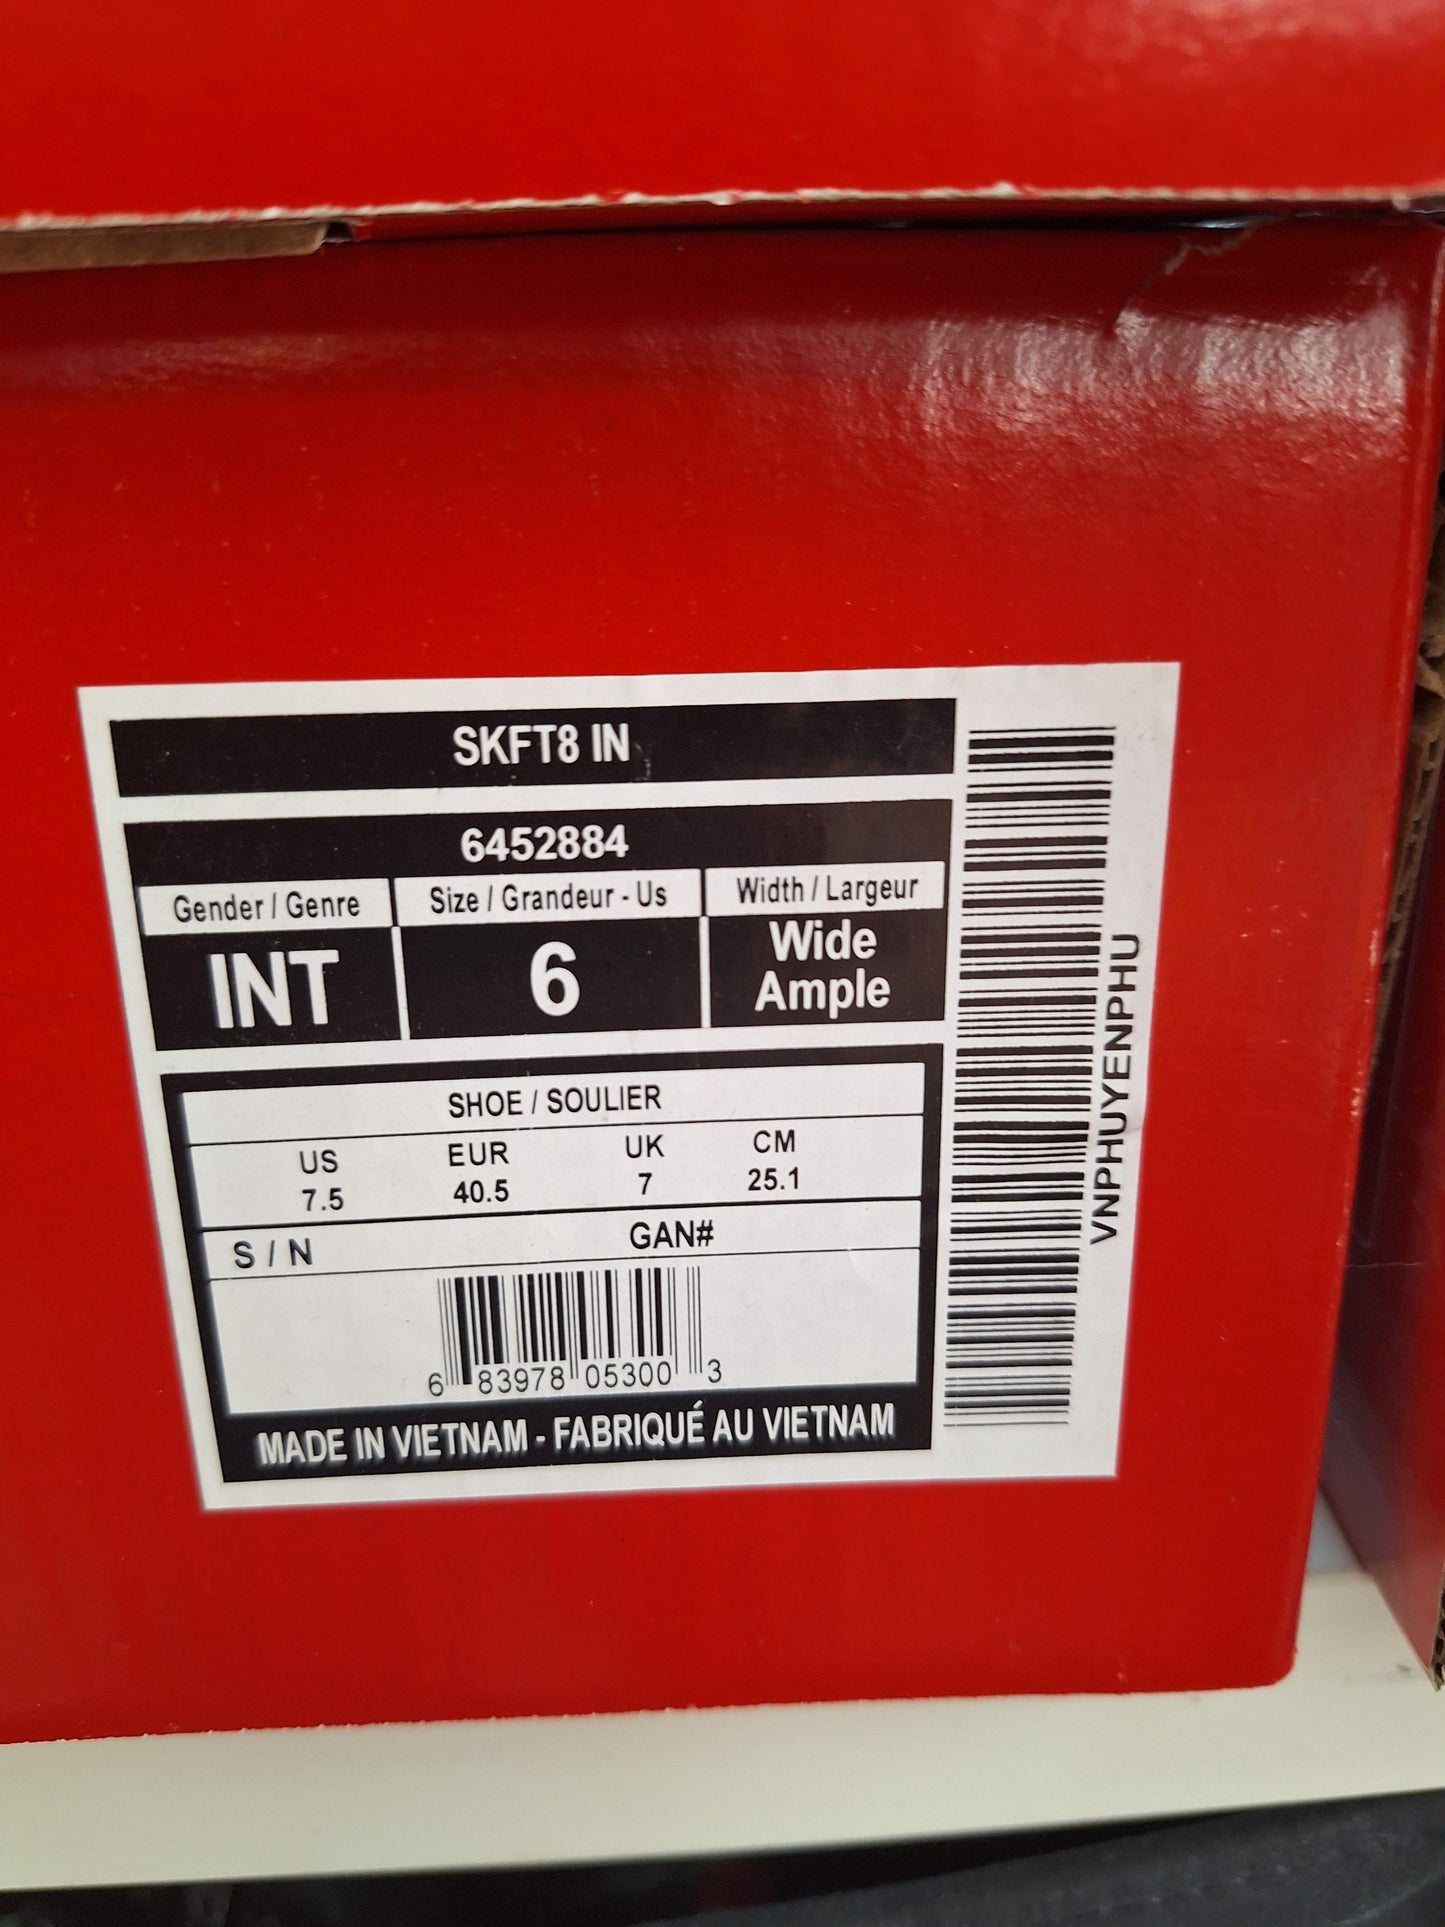 SKFT8 IN
6452884
Gender / Genre Size / Grandeur - Us Width / Largeur
INT 6 Wide
Ample
SHOE / SOULIER
US EUR UK CM
7.5 40.5 7 25.1
S / N GAN#
6 83978 05300 3
MADE IN VIETNAM - FABRIQUÉ AU VIETNAM
VNPHUYENPHU